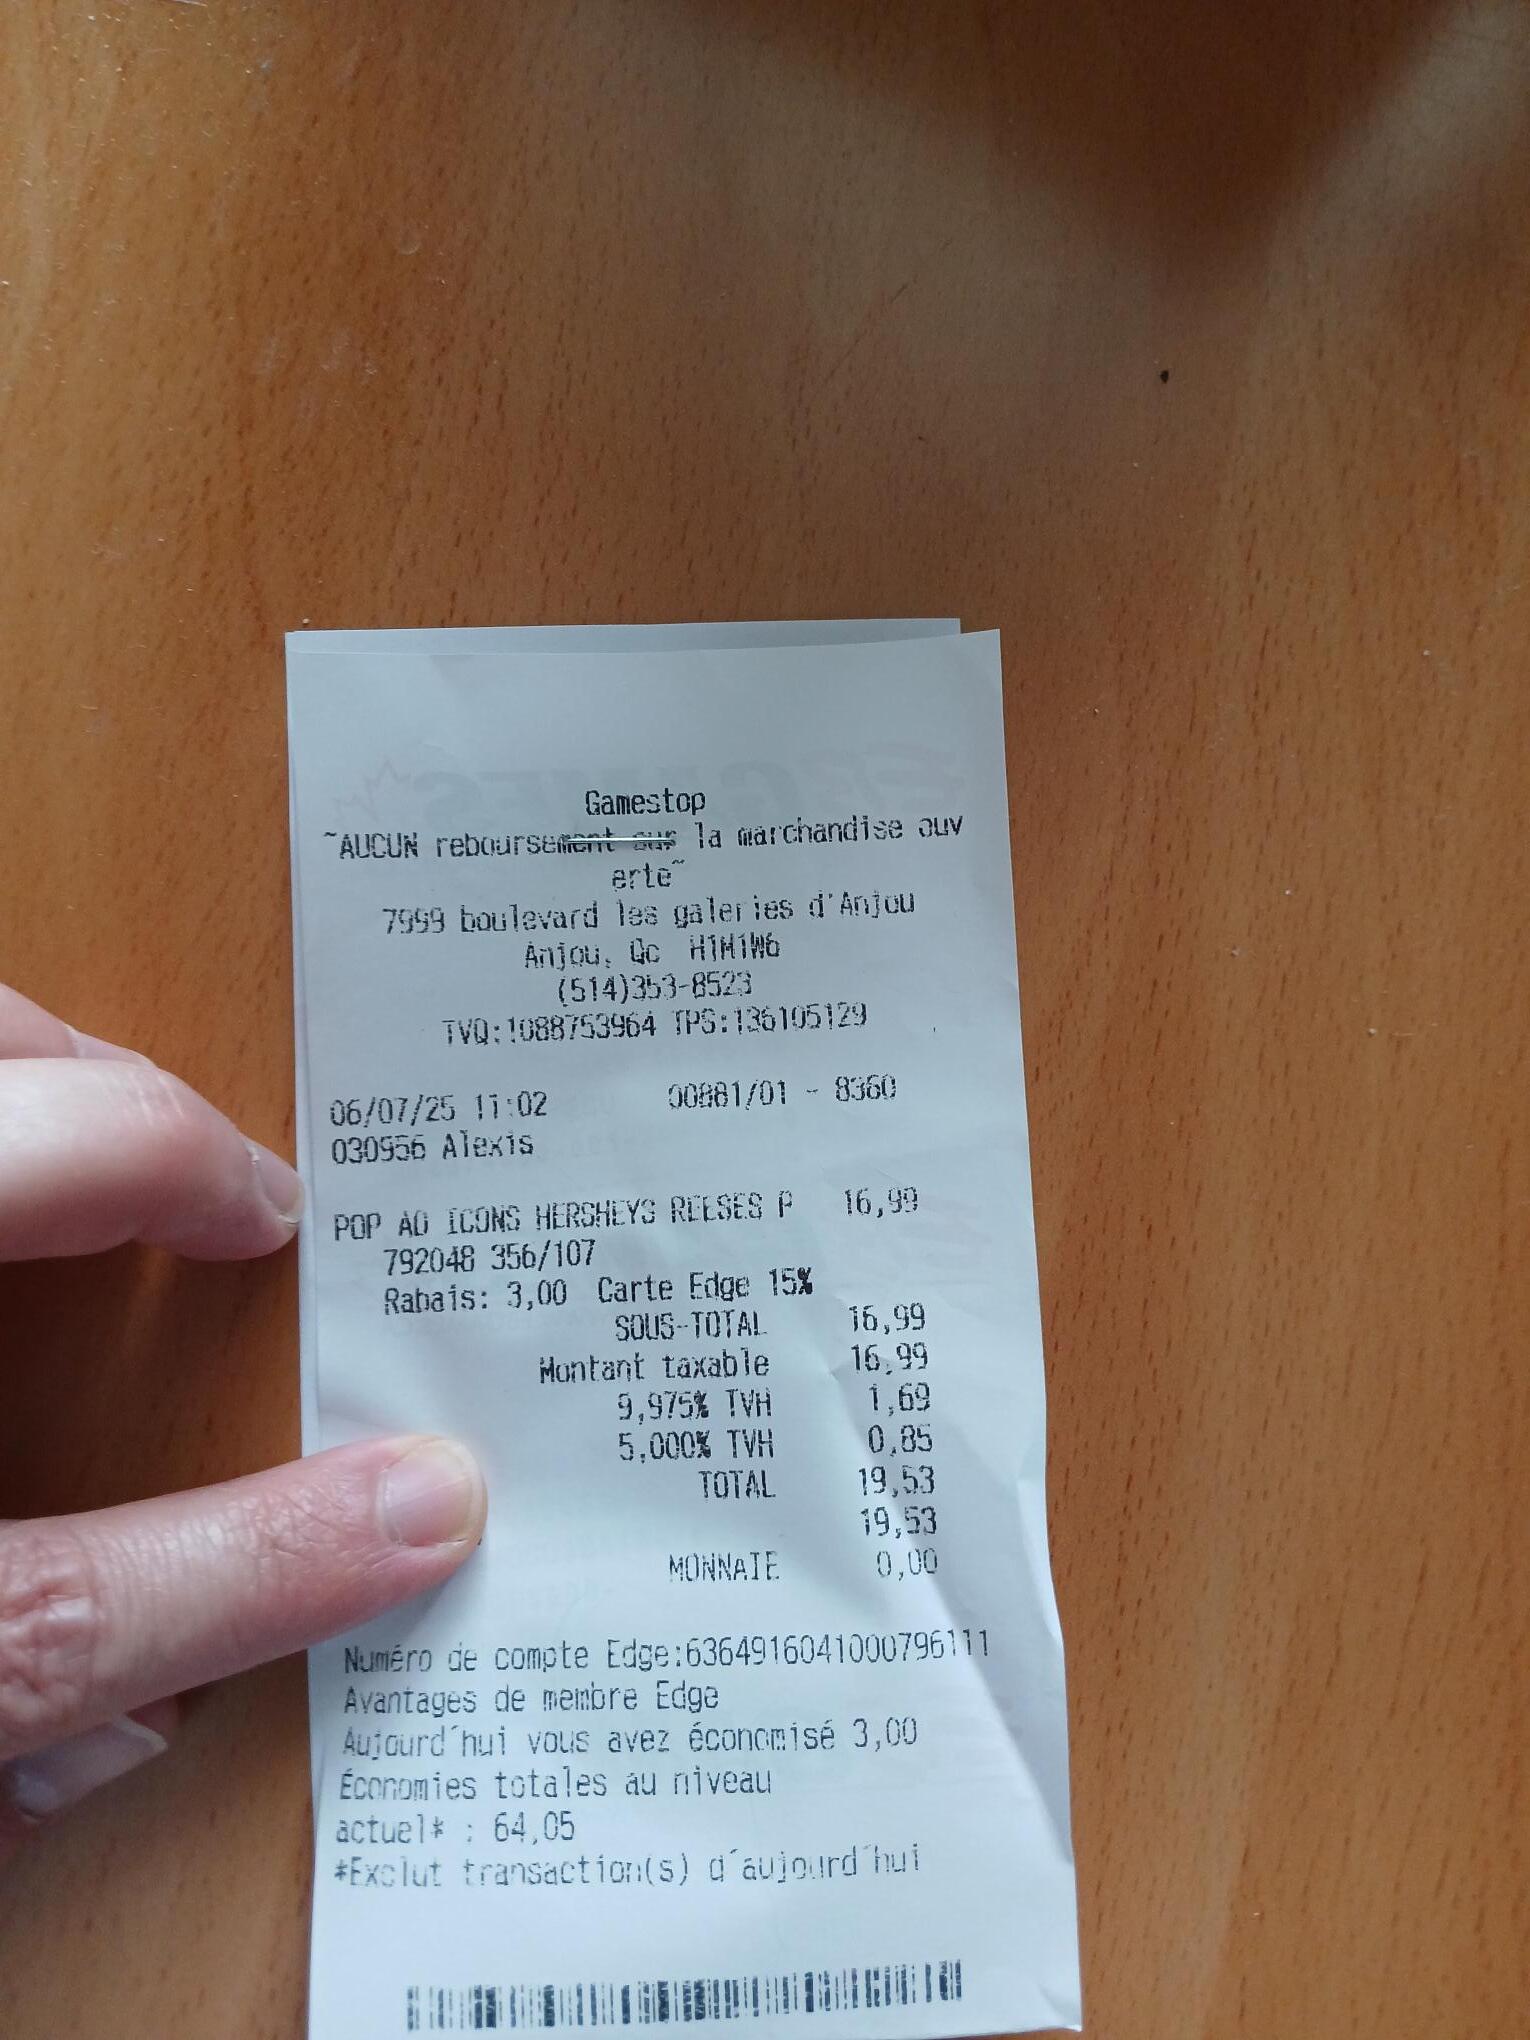 Gamestop
~AUCUN reboursement sur la marchandise ouv
erte~
7999 boulevard les galeries d'Anjou
Anjou, Qc H1M1W6
(514)353-8523
TVQ:1088753964 TPS:136105129
06/07/25 11:02 00881/01 - 8360
030956 Alexis
POP AD ICONS HERSHEYS REESES P 16,99
792048 356/107
Rabais: 3,00 Carte Edge 15%
SOUS-TOTAL 16,99
Montant taxable 16,99
9,975% TVH 1,69
5,000% TVH 0,85
TOTAL 19,53
19,53
MONNAIE 0,00
Numéro de compte Edge:6364916041000796111
Avantages de membre Edge
Aujourd'hui vous avez économisé 3,00
Économies totales au niveau
actuel* : 64,05
*Exclut transaction(s) d'aujourd'hui